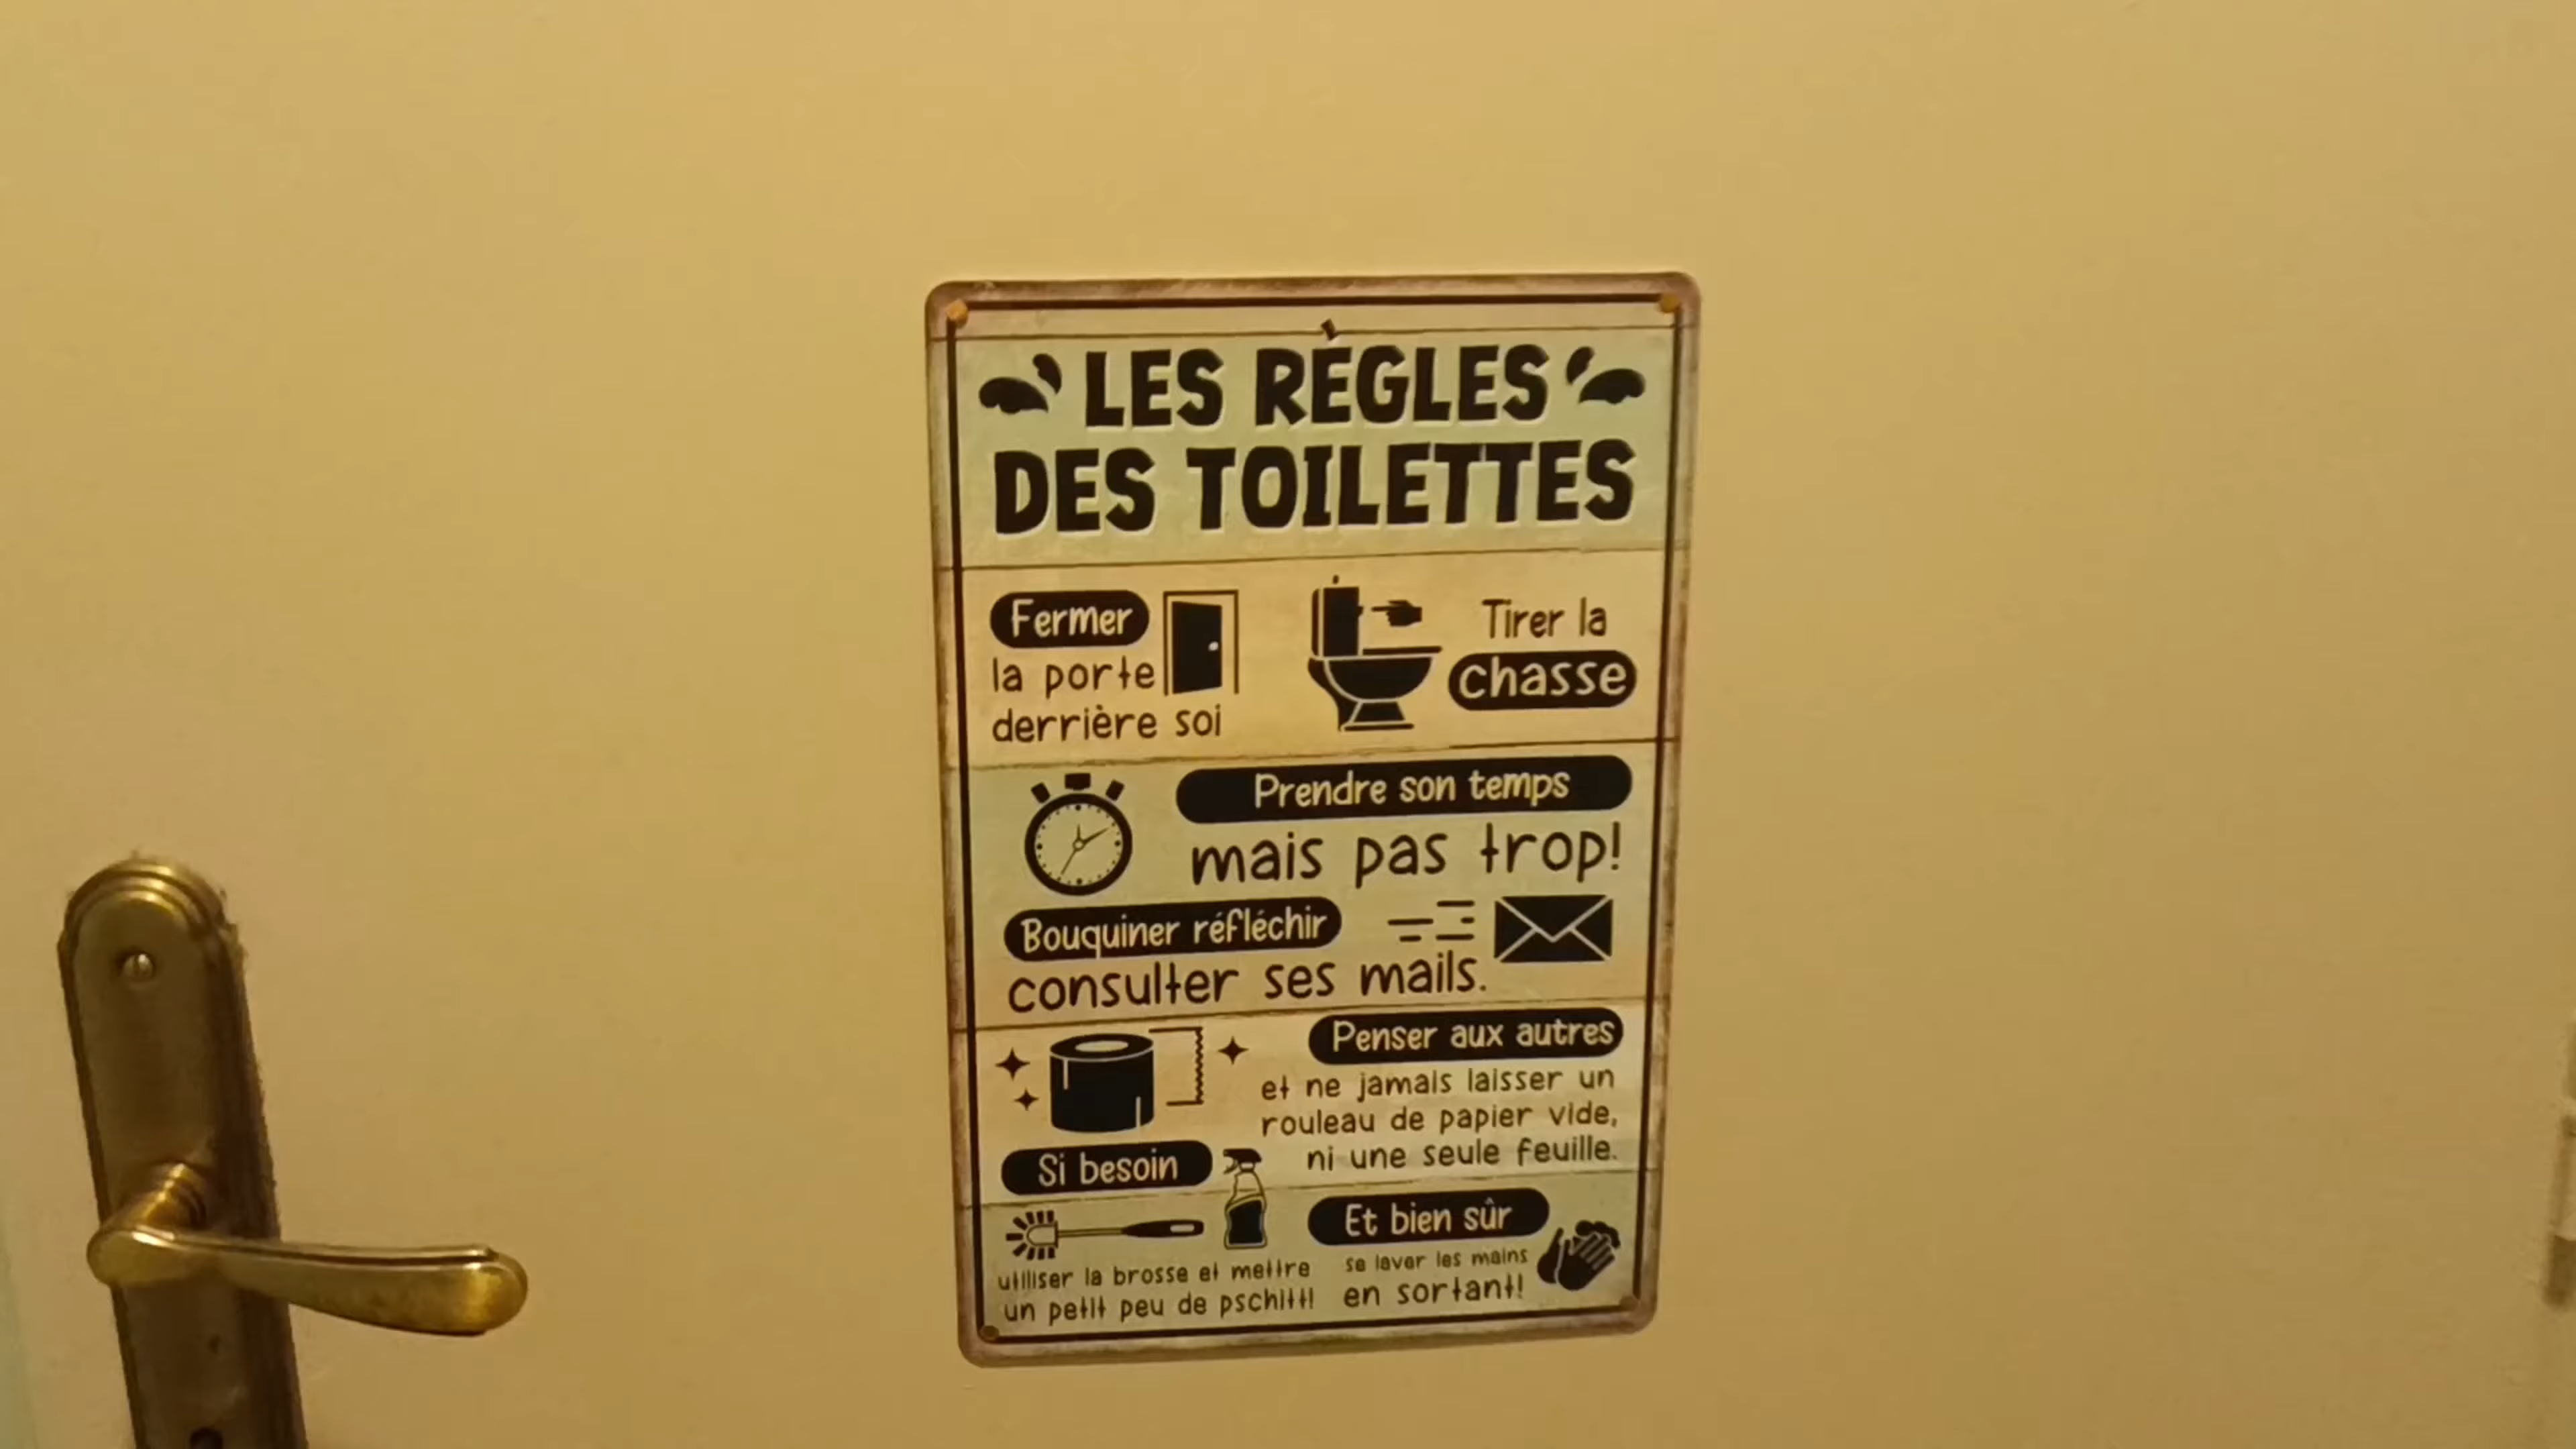 LES RÈGLES
DES TOILETTES
Fermer
la porte
derrière soi
Tirer la
chasse
Prendre son temps
mais pas trop!
Bouquiner réfléchir
consulter ses mails.
Penser aux autres
et ne jamais laisser un
rouleau de papier vide,
ni une seule feuille.
Si besoin
utiliser la brosse et mettre
un petit peu de pschitt!
Et bien sûr
se laver les mains
en sortant!